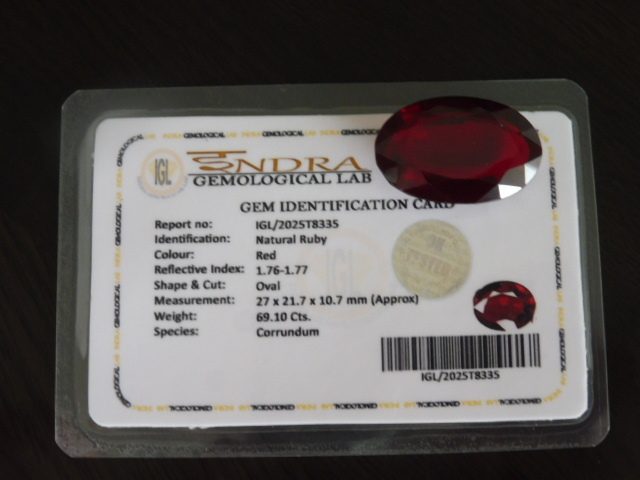 IGL
INDRA
GEMOLOGICAL LAB
GEM IDENTIFICATION CARD
Report no: IGL/2025T8335
Identification: Natural Ruby
Colour: Red
Reflective Index: 1.76-1.77
Shape & Cut: Oval
Measurement: 27 x 21.7 x 10.7 mm (Approx)
Weight: 69.10 Cts.
Species: Corrundum
IGL/2025T8335